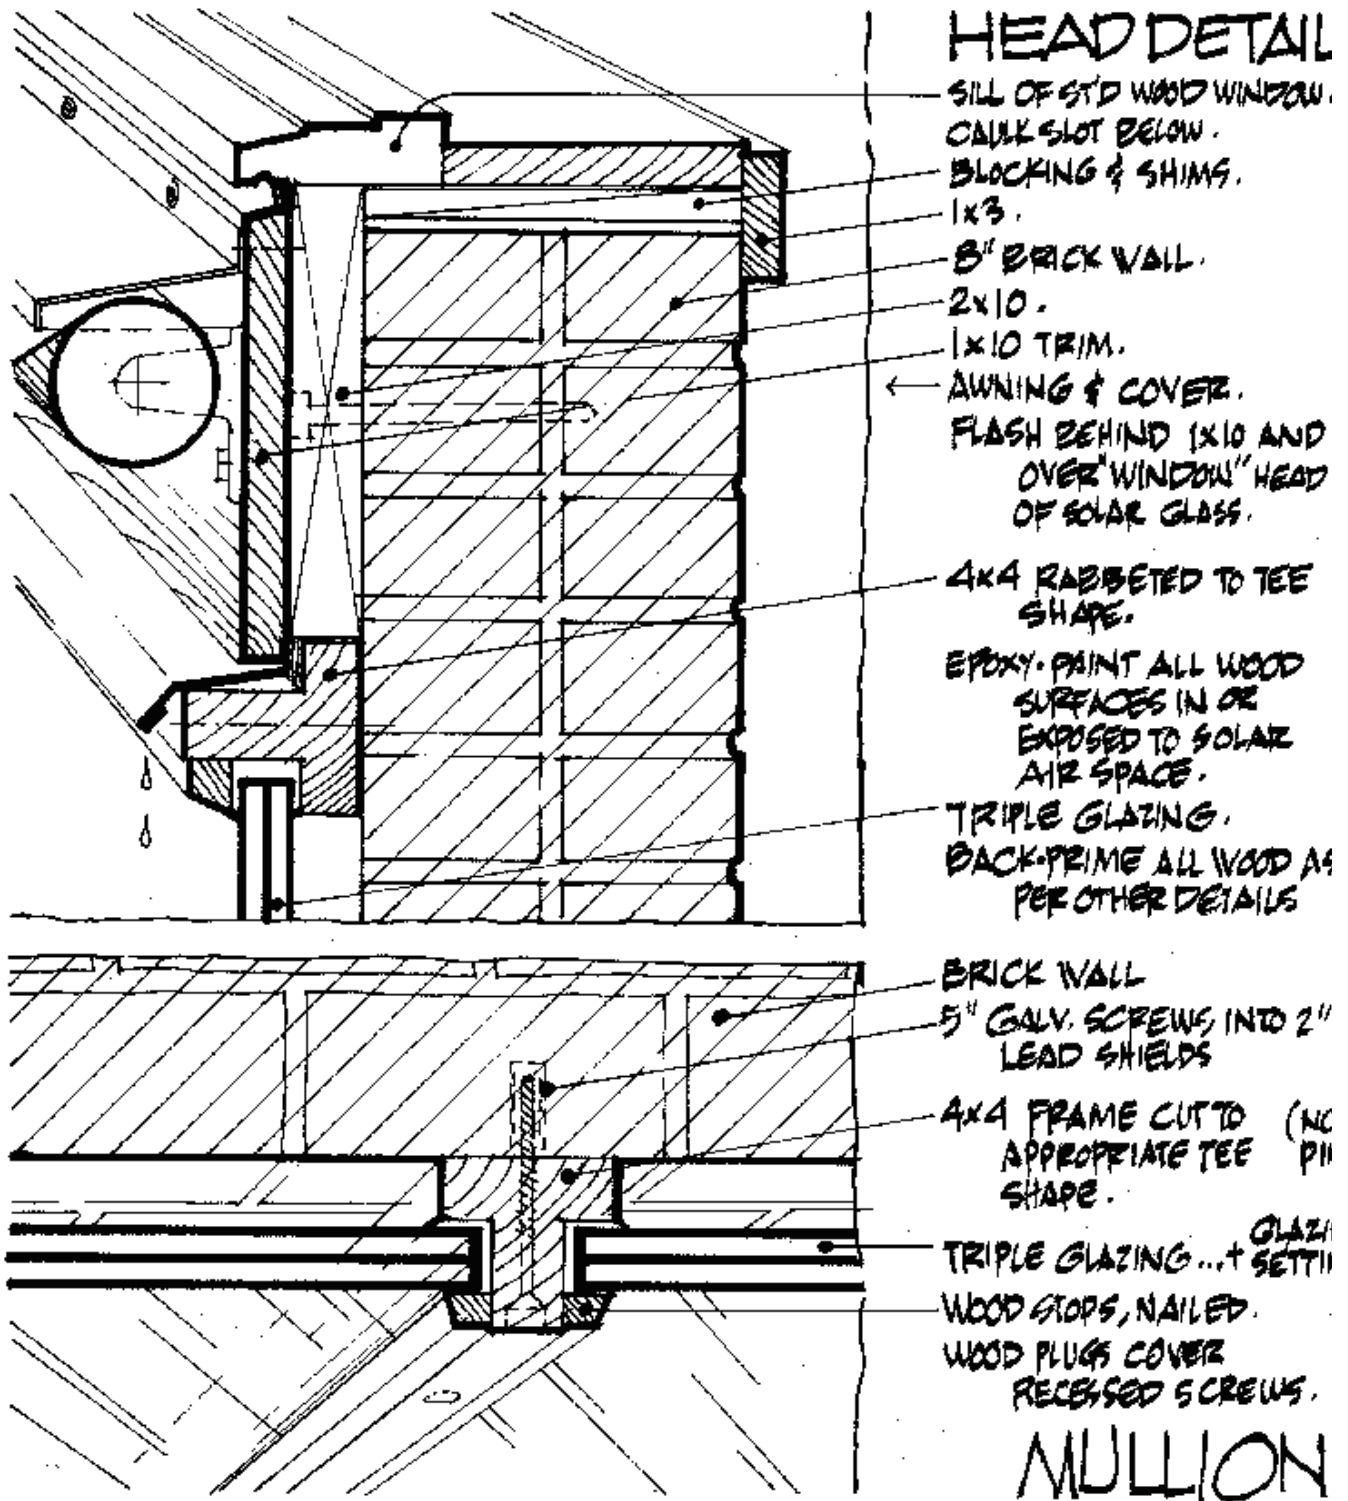 HEAD DETAIL
SILL OF ST'D WOOD WINDOW.
CAULK SLOT BELOW.
BLOCKING & SHIMS.
1x3.
8" BRICK WALL.
2x10.
1x10 TRIM.
← AWNING & COVER.
FLASH BEHIND 1x10 AND
OVER "WINDOW" HEAD
OF SOLAR GLASS.
4x4 RABBETED TO TEE
SHAPE.
EPOXY-PAINT ALL WOOD
SURFACES IN OR
EXPOSED TO SOLAR
AIR SPACE.
TRIPLE GLAZING.
BACK-PRIME ALL WOOD AS
PER OTHER DETAILS
BRICK WALL
5" GALV. SCREWS INTO 2"
LEAD SHIELDS
4x4 FRAME CUT TO (NO
APPROPRIATE TEE
SHAPE.
TRIPLE GLAZING...+
WOOD STOPS, NAILED.
WOOD PLUGS COVER
RECESSED SCREWS.
MULLION